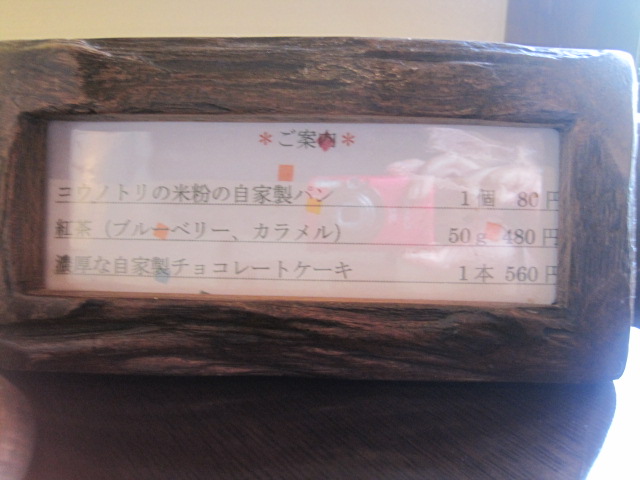 *ご案内*
コウノトリの米粉の自家製パン 1個 80円
紅茶（ブルーベリー、カラメル） 50g 480円
濃厚な自家製チョコレートケーキ 1本 560円